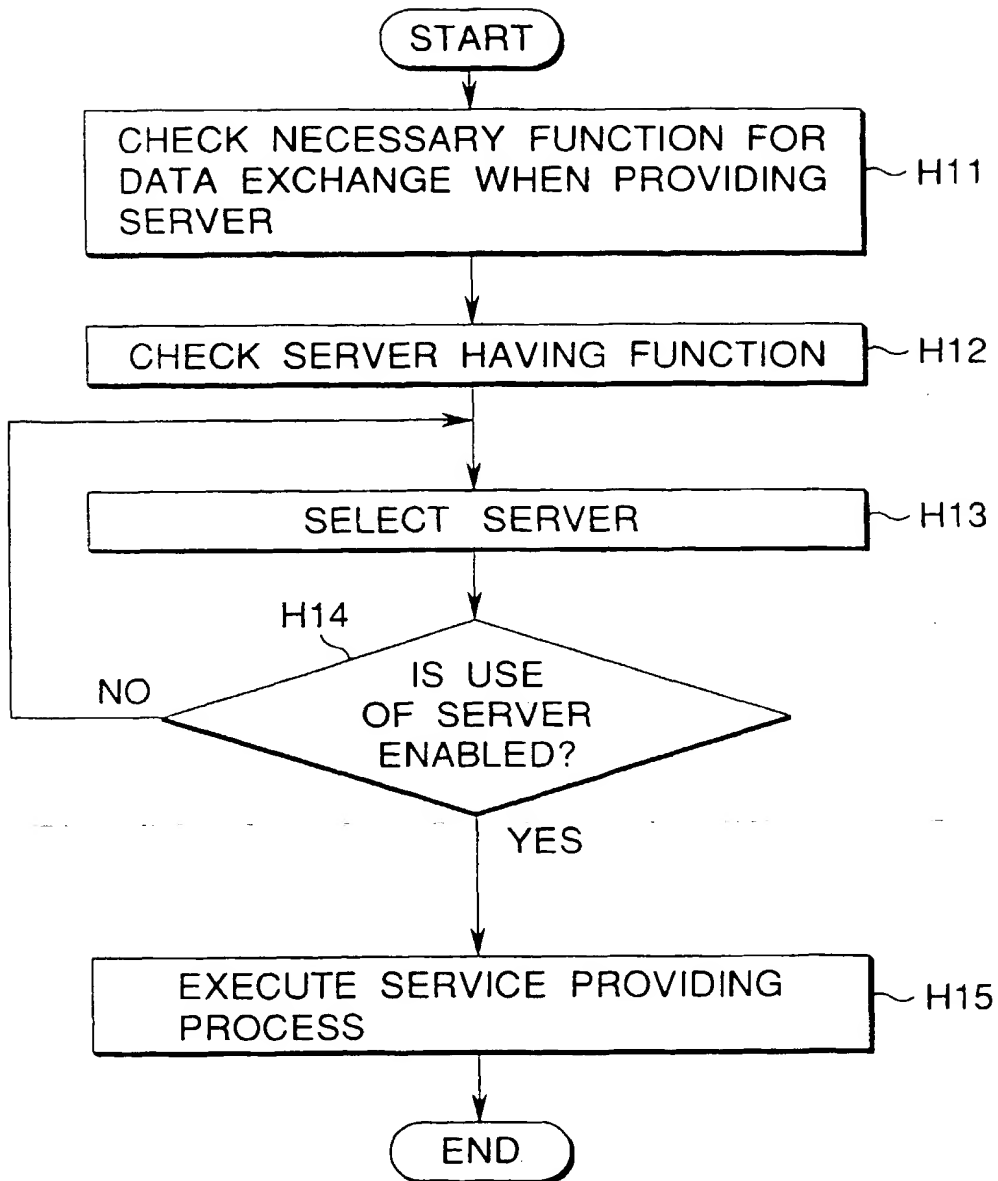 START
CHECK NECESSARY FUNCTION FOR
DATA EXCHANGE WHEN PROVIDING
SERVER
H11
CHECK SERVER HAVING FUNCTION
H12
SELECT SERVER
H13
H14
IS USE
OF SERVER
ENABLED?
NO
YES
EXECUTE SERVICE PROVIDING
PROCESS
H15
END